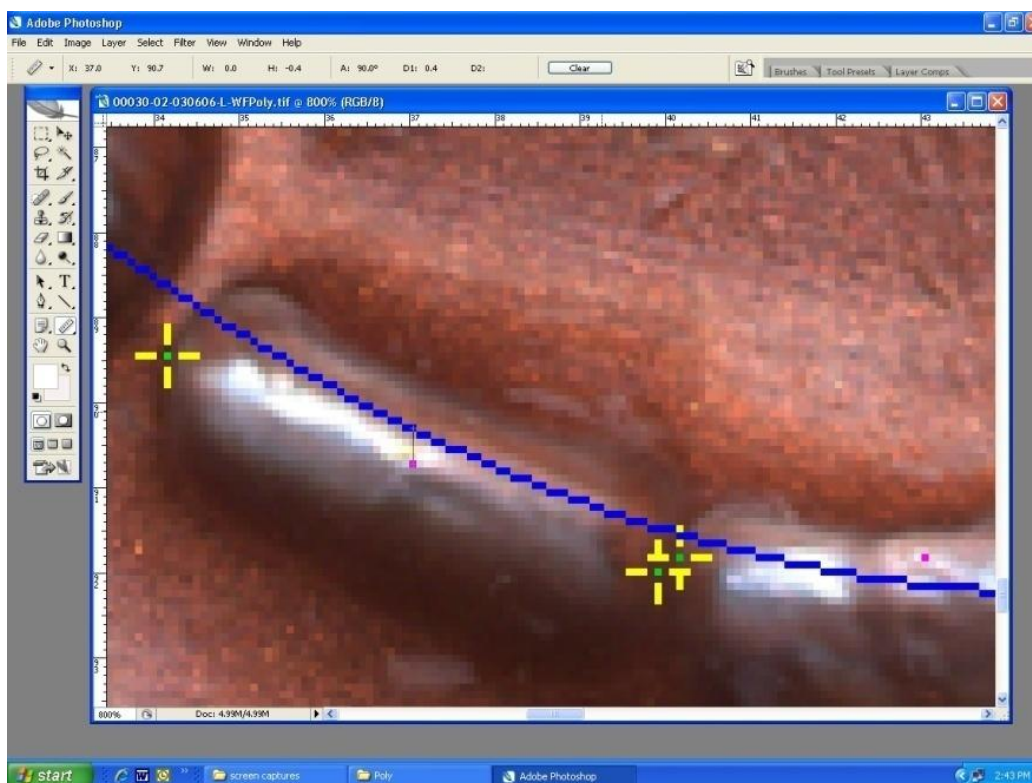 Adobe Photoshop
File Edit Image Layer Select Filter View Window Help
X: 37.0 Y: 90.7 W: 0.0 H: -0.4 A: 90.0° D1: 0.4 D2: Clear Brushes Tool Presets Layer Comps
00030-02-030606-L-WFPoly.tif @ 800% (RGB/8)
34 35 36 37 38 39 40 41 42 43
T
800% Doc: 4.99M/4.99M
start W » screen captures Poly Adobe Photoshop 2:43 PM